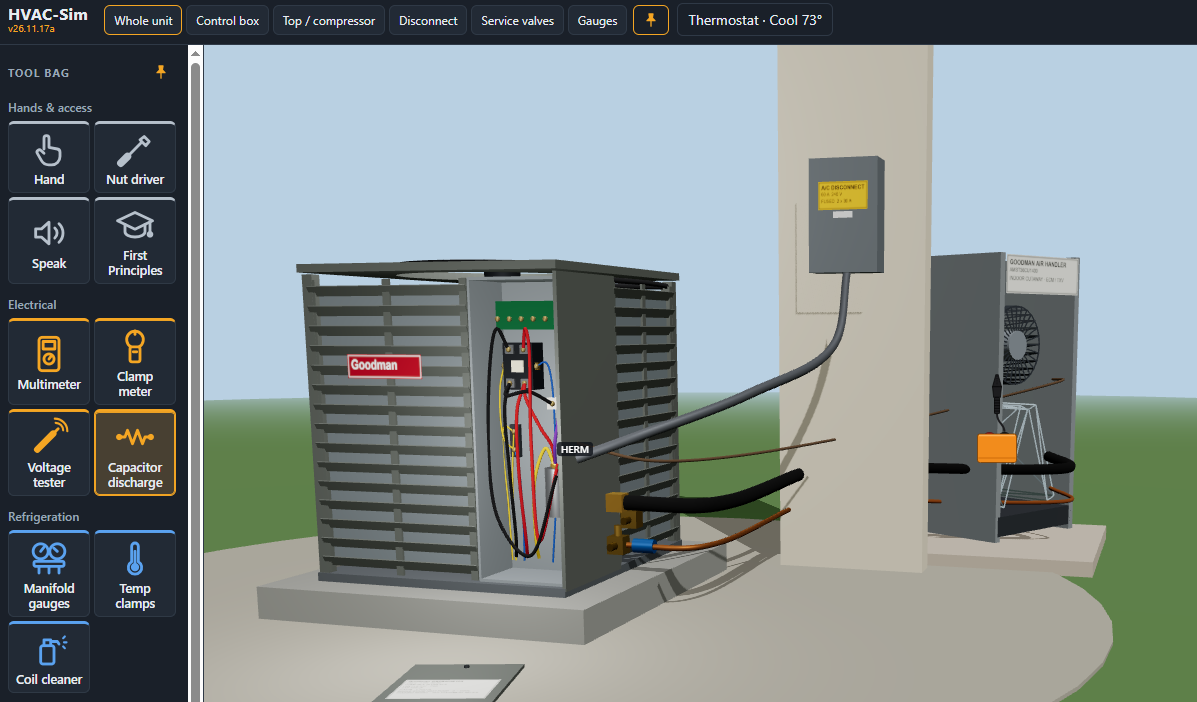 HVAC-Sim
v26.11.17a
Whole unit
Control box
Top / compressor
Disconnect
Service valves
Gauges
Thermostat · Cool 73°
TOOL BAG
Hands & access
Hand
Nut driver
Speak
First
Principles
Electrical
Multimeter
Clamp
meter
Voltage
tester
Capacitor
discharge
Refrigeration
Manifold
gauges
Temp
clamps
Coil cleaner
A/C DISCONNECT
GOODMAN AIR HANDLER
Goodman
HERM